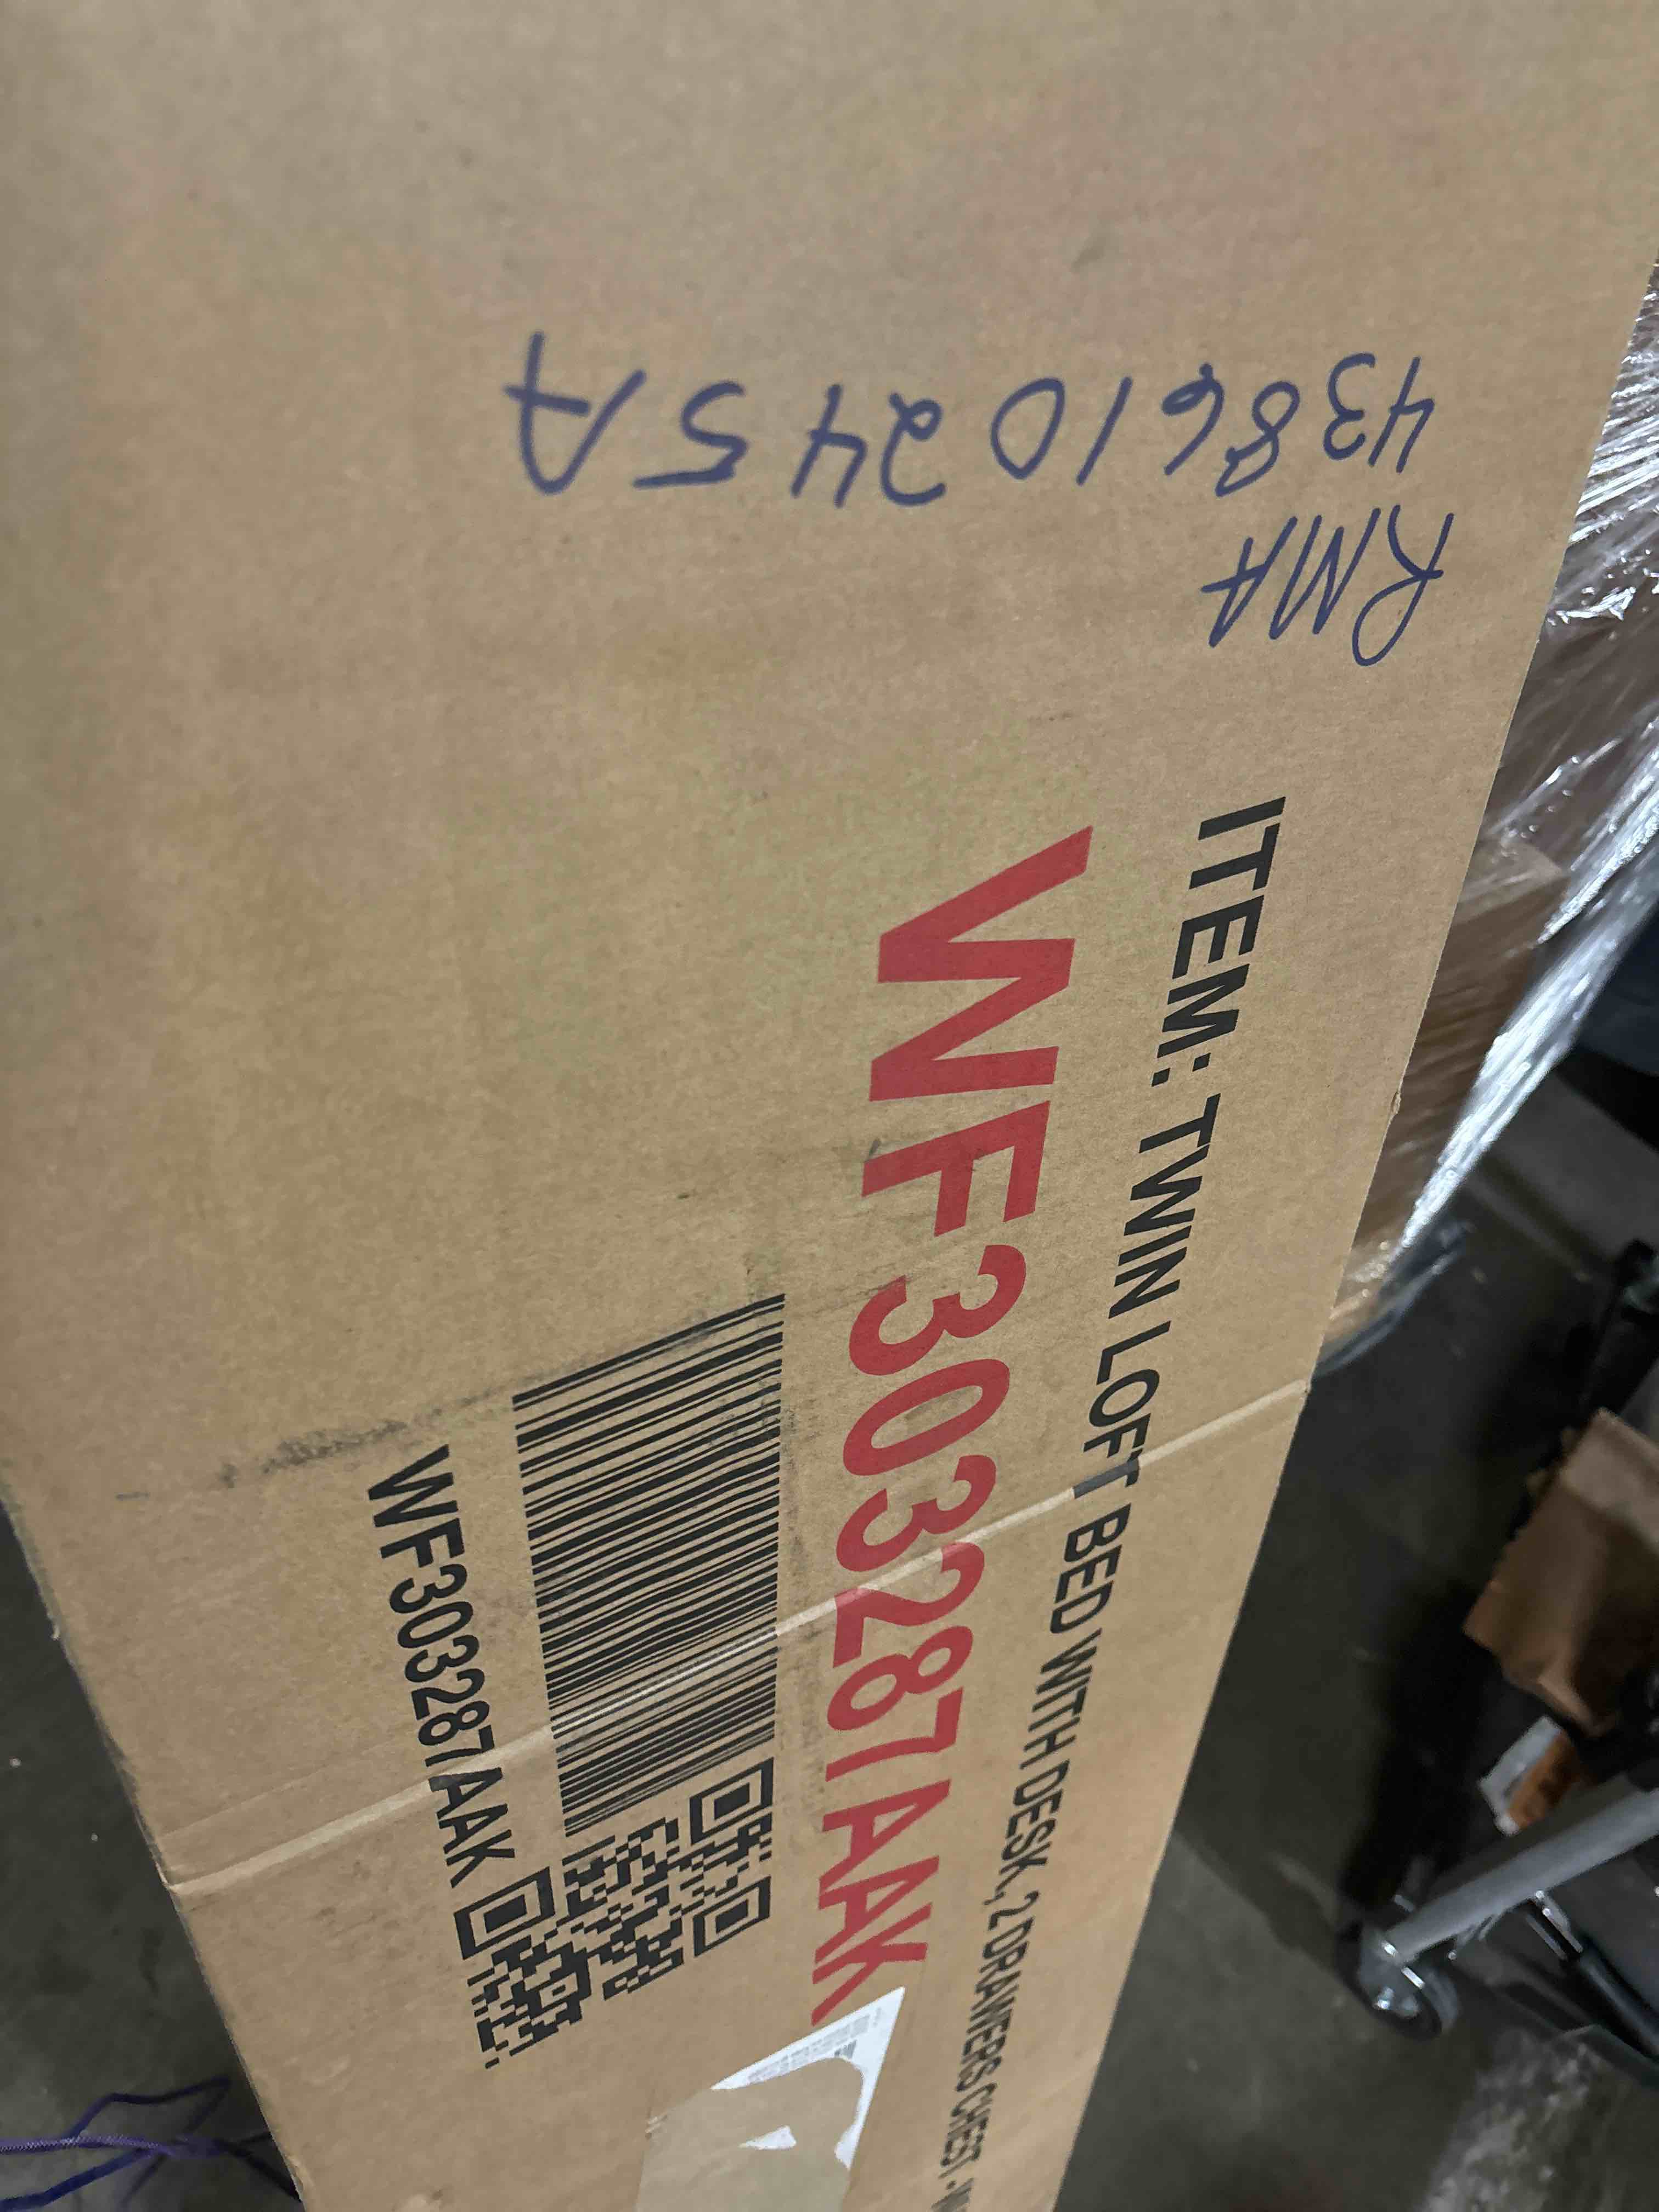 RMA
438610245A
ITEM: TWIN LOFT BED WITH DESK, 2 DRAWERS CHEST -
WF303287AAK
WF303287AAK